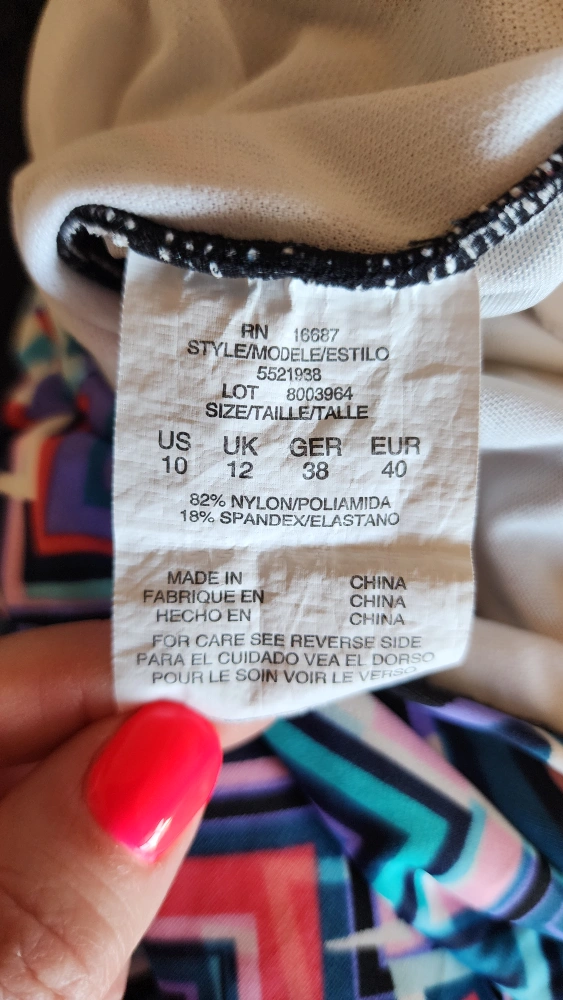 RN 16687
STYLE/MODELE/ESTILO
5521938
LOT 8003964
SIZE/TAILLE/TALLE
US UK GER EUR
10 12 38 40
82% NYLON/POLIAMIDA
18% SPANDEX/ELASTANO
MADE IN CHINA
FABRIQUE EN CHINA
HECHO EN CHINA
FOR CARE SEE REVERSE SIDE
PARA EL CUIDADO VEA EL DORSO
POUR LE SOIN VOIR LE VERSO